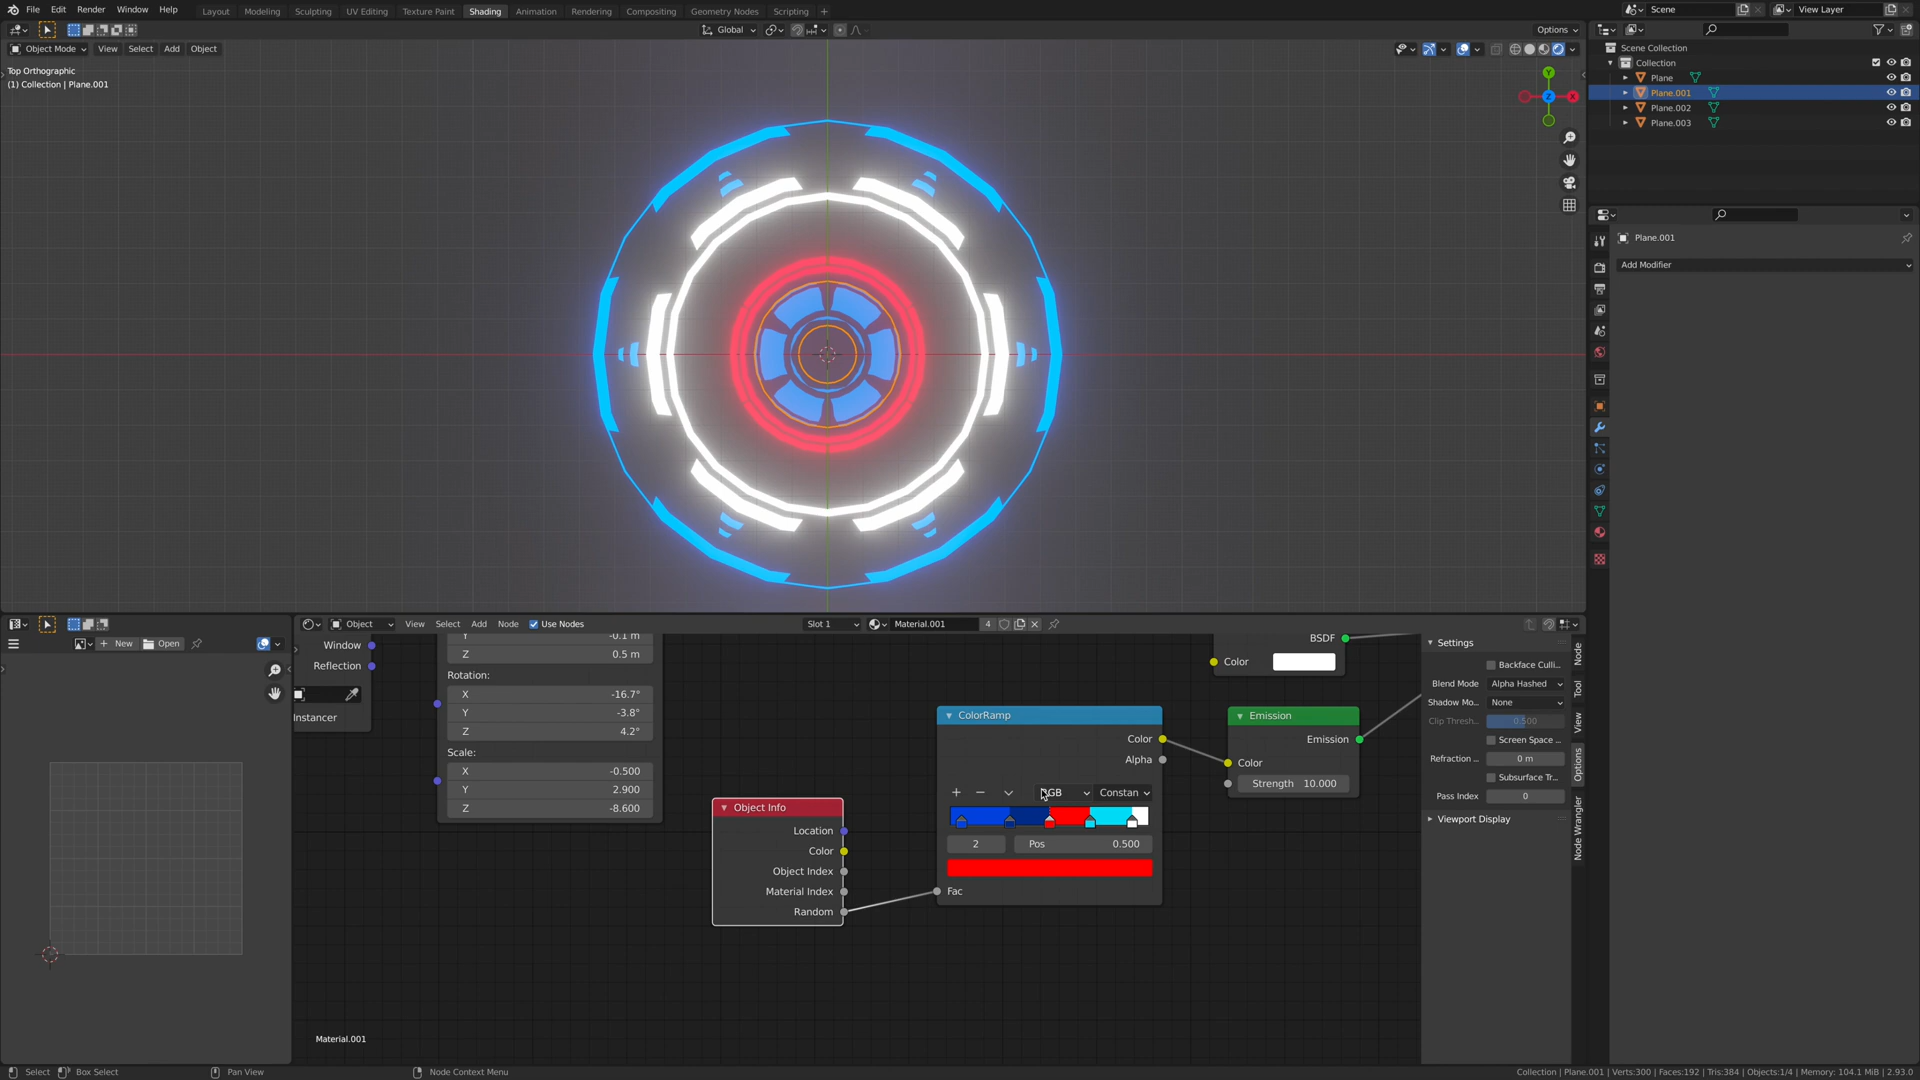 File Edit Render Window Help Layout Modeling Sculpting UV Editing Texture Paint Shading Animation Rendering Compositing Geometry Nodes Scripting + Scene View Layer
Global Options
Object Mode View Select Add Object
Top Orthographic
(1) Collection | Plane.001
Y
Z X
Scene Collection
Collection
Plane
Plane.001
Plane.002
Plane.003
Plane.001
Add Modifier
New Open
Object View Select Add Node Use Nodes Slot 1 Material.001 4
Window
Reflection
Instancer
Y -0.1 m
Z 0.5 m
Rotation:
X -16.7°
Y -3.8°
Z 4.2°
Scale:
X -0.500
Y 2.900
Z -8.600
Object Info
Location
Color
Object Index
Material Index
Random
ColorRamp
Color
Alpha
RGB Constan
2 Pos 0.500
Fac
BSDF
Color
Emission
Emission
Color
Strength 10.000
Settings
Backface Culli...
Blend Mode Alpha Hashed
Shadow Mo... None
Clip Thresh... 0.500
Screen Space ...
Refraction ... 0 m
Subsurface Tr...
Pass Index 0
Viewport Display
Node
Tool
View
Options
Node Wrangler
Material.001
Select Box Select Pan View Node Context Menu Collection | Plane.001 | Verts:300 | Faces:192 | Tris:384 | Objects:1/4 | Memory: 104.1 MiB | 2.93.0